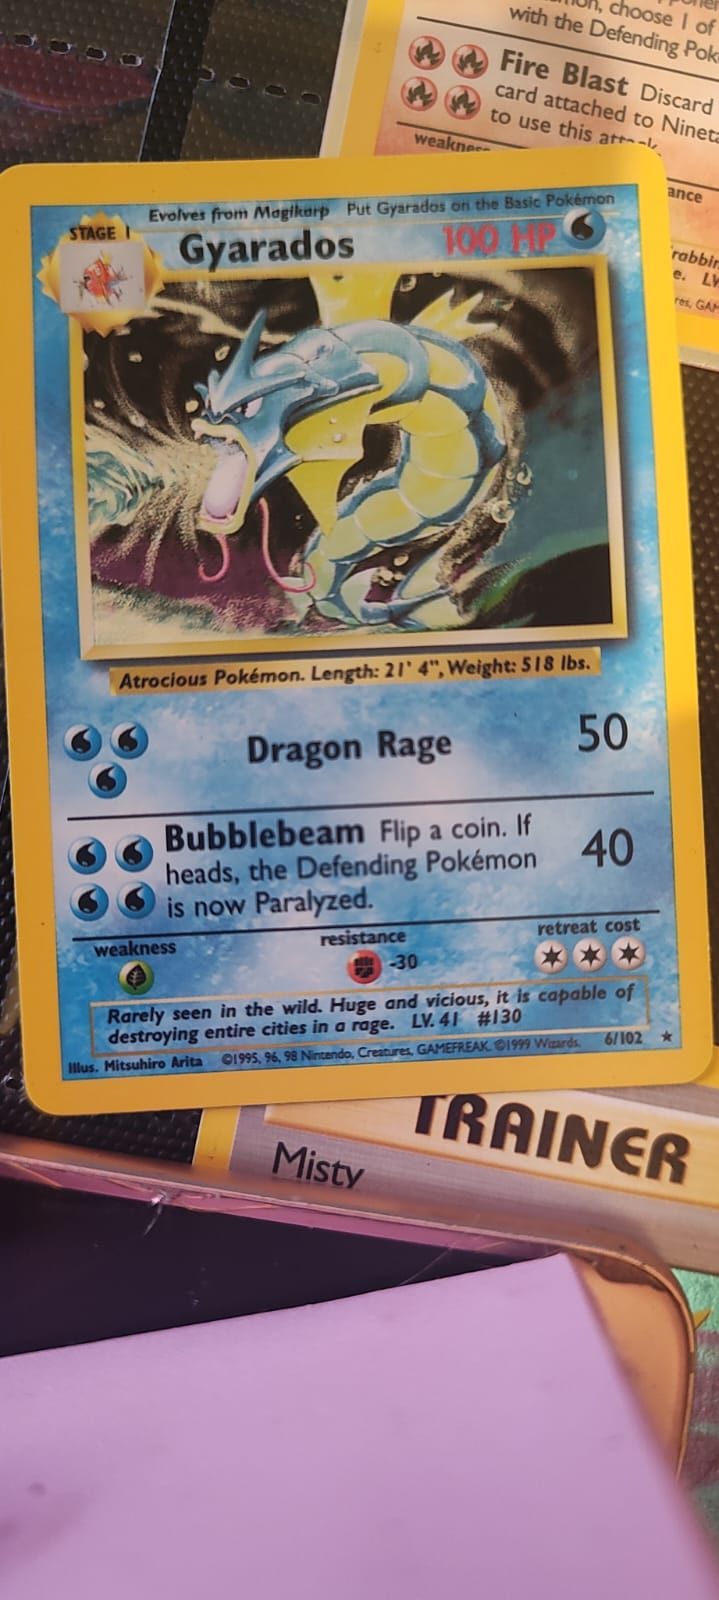 choose 1 of
with the Defending
Fire Blast Discard
card attached to
to use this attack.
Evolves from Magikarp Put Gyarados on the Basic Pokémon
STAGE 1
Gyarados 100 HP
Atrocious Pokémon. Length: 21' 4", Weight: 518 lbs.
Dragon Rage 50
Bubblebeam Flip a coin. If
heads, the Defending Pokémon
is now Paralyzed.
40
weakness resistance retreat cost
-30
Rarely seen in the wild. Huge and vicious, it is capable of
destroying entire cities in a rage. LV. 41 #130
Illus. Mitsuhiro Arita ©1995, 96, 98 Nintendo, Creatures, GAMEFREAK. ©1999 Wizards. 6/102 ★
TRAINER
Misty